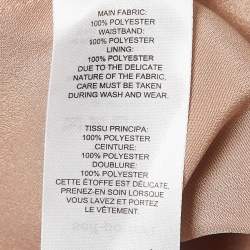 MAIN FABRIC:
100% POLYESTER
WAISTBAND:
100% POLYESTER
LINING:
100% POLYESTER
DUE TO THE DELICATE
NATURE OF THE FABRIC,
CARE MUST BE TAKEN
DURING WASH AND WEAR.
TISSU PRINCIPA:
100% POLYESTER
CEINTURE:
100% POLYESTER
DOUBLURE:
100% POLYESTER
CETTE ÉTOFFE EST DÉLICATE.
PRENEZ-EN SOIN LORSQUE
VOUS LAVEZ ET PORTEZ
LE VÊTEMENT.